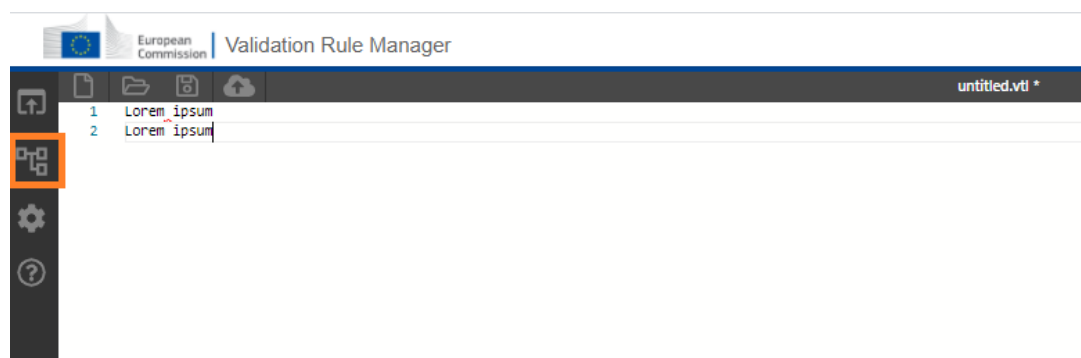 European
Commission
Validation Rule Manager
untitled.vtl *
1 Lorem ipsum
2 Lorem ipsum